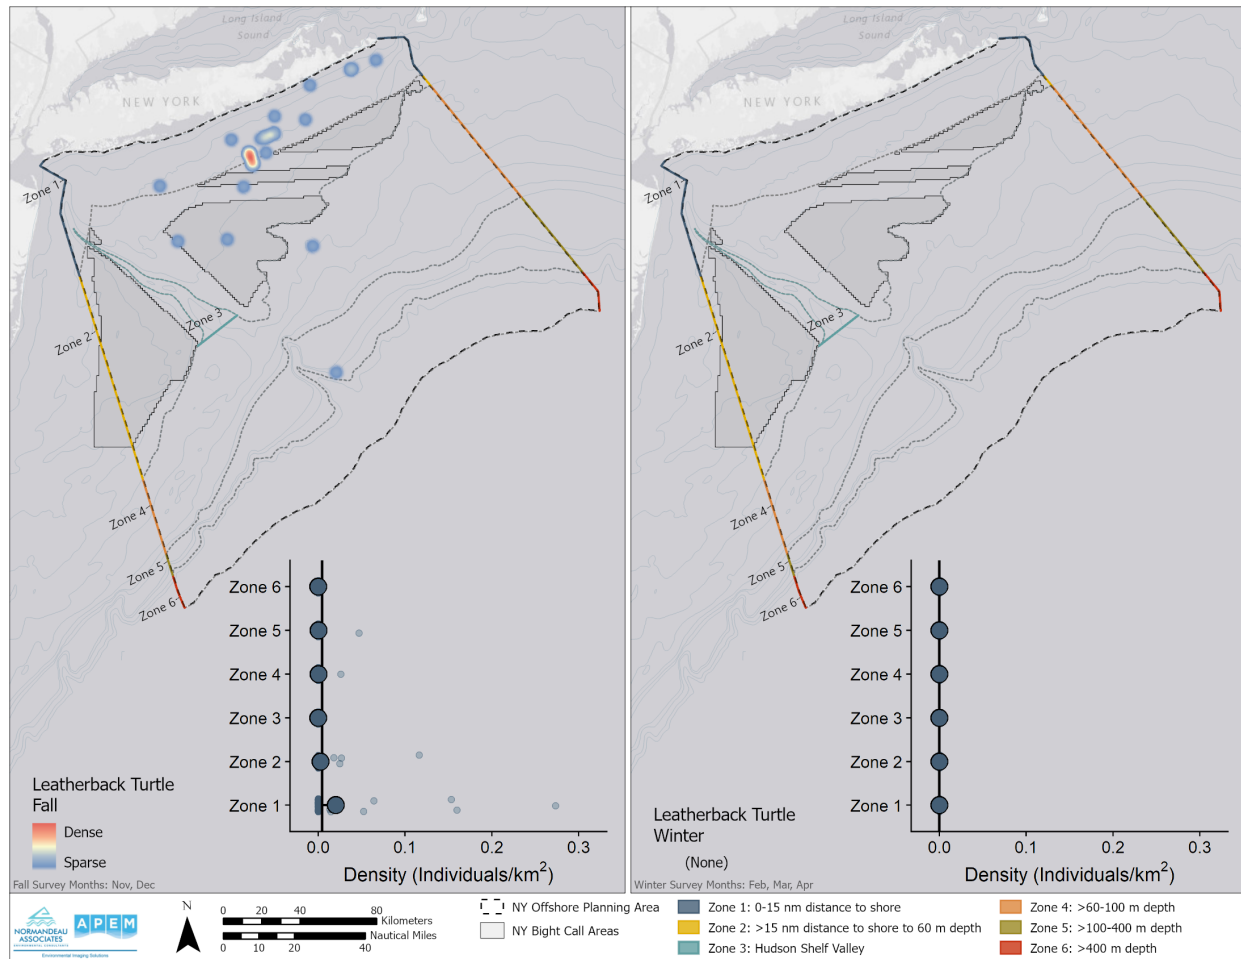 Long Island
Sound
NEW YORK
Zone 1
Zone 2
Zone 3
Zone 4
Zone 5
Zone 6
Zone 6
Zone 5
Zone 4
Zone 3
Zone 2
Zone 1
0.0 0.1 0.2 0.3
Density (Individuals/km²)
Leatherback Turtle
Fall
Dense
Sparse
Fall Survey Months: Nov, Dec
Long Island
Sound
NEW YORK
Zone 1
Zone 2
Zone 3
Zone 4
Zone 5
Zone 6
Zone 6
Zone 5
Zone 4
Zone 3
Zone 2
Zone 1
0.0 0.1 0.2 0.3
Density (Individuals/km²)
Leatherback Turtle
Winter
(None)
Winter Survey Months: Feb, Mar, Apr
NORMANDEAU
ASSOCIATES
ENVIRONMENTAL CONSULTANTS
APEM
Environmental Imaging Solutions
N
0 20 40 80
Kilometers
Nautical Miles
0 10 20 40
NY Offshore Planning Area
NY Bight Call Areas
Zone 1: 0-15 nm distance to shore
Zone 2: >15 nm distance to shore to 60 m depth
Zone 3: Hudson Shelf Valley
Zone 4: >60-100 m depth
Zone 5: >100-400 m depth
Zone 6: >400 m depth